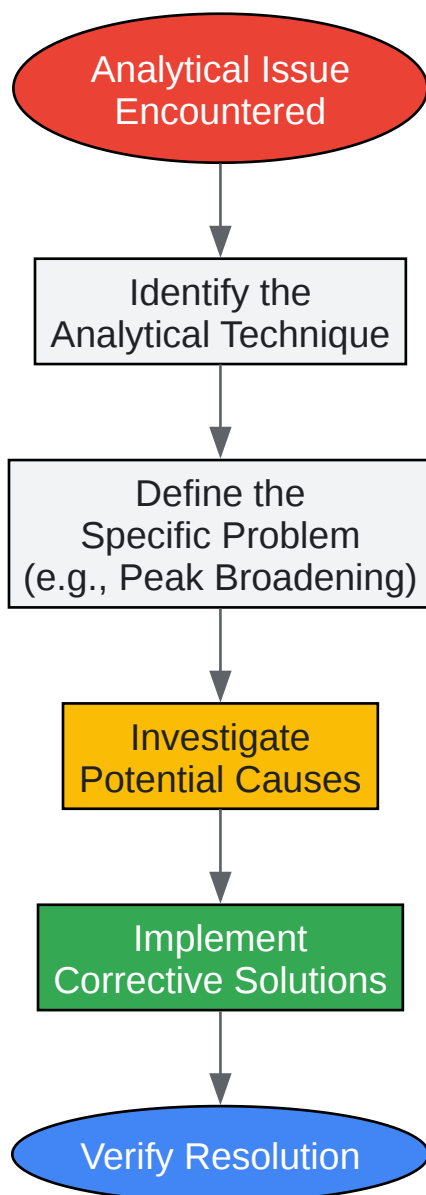 Analytical Issue
Encountered
Identify the
Analytical Technique
Define the
Specific Problem
(e.g., Peak Broadening)
Investigate
Potential Causes
Implement
Corrective Solutions
Verify Resolution